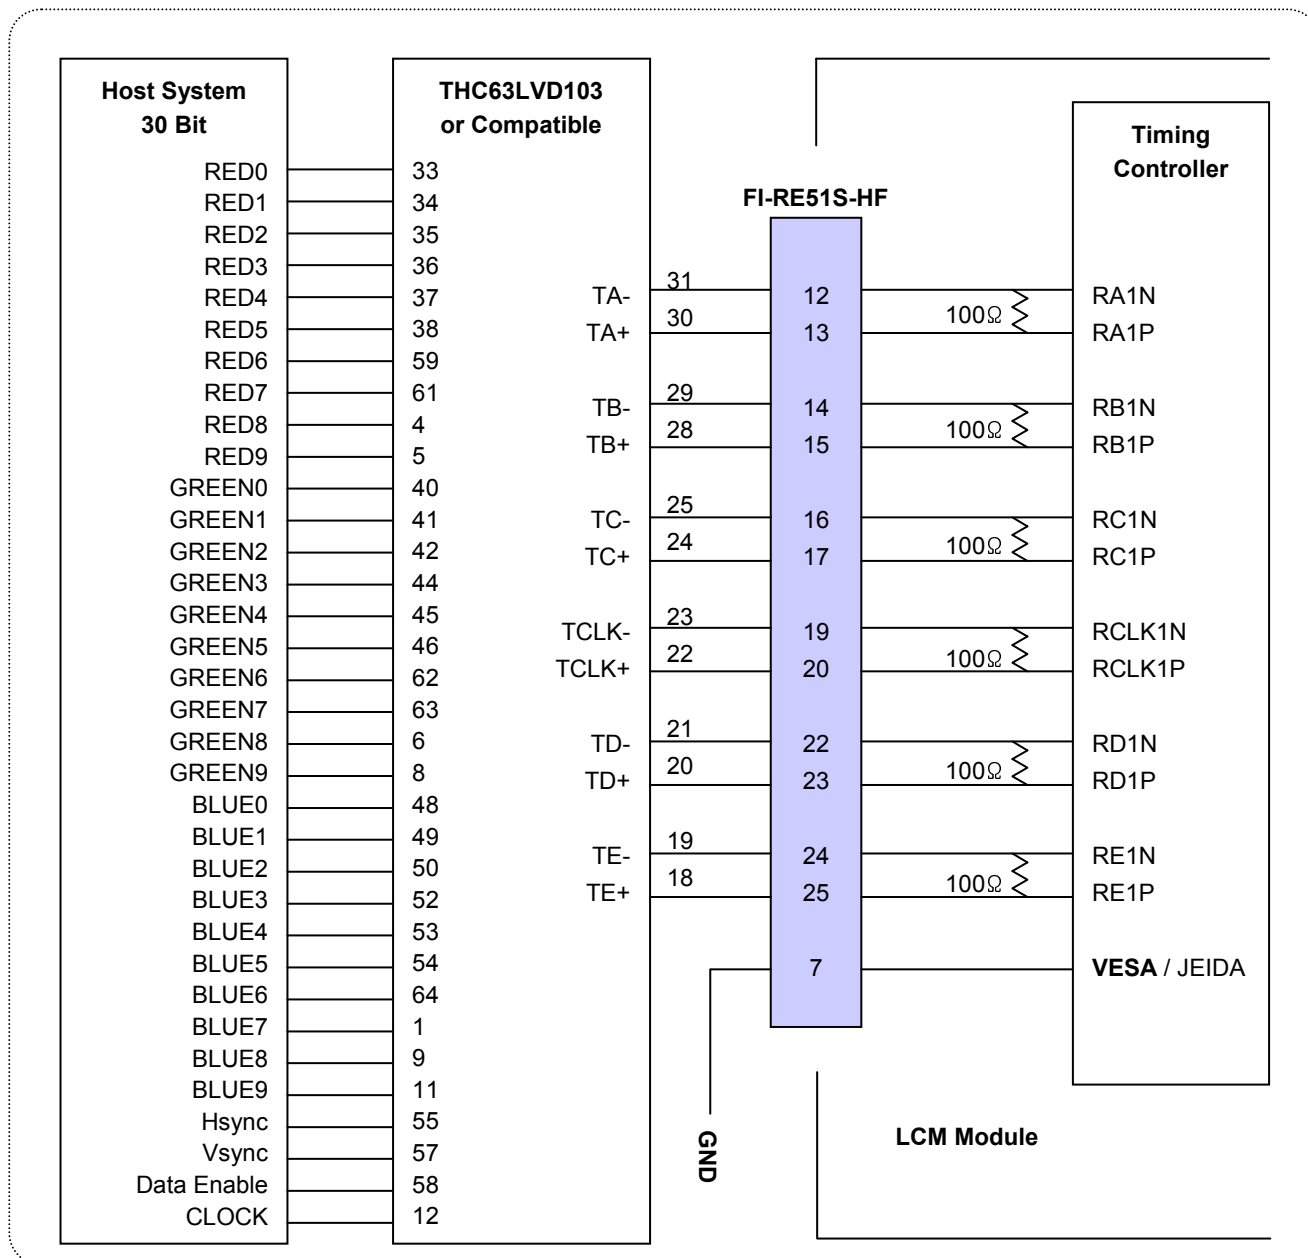 Host System
30 Bit
THC63LVD103
or Compatible
Timing
Controller
FI-RE51S-HF
RED0 33
RED1 34
RED2 35
RED3 36
RED4 37
RED5 38
RED6 59
RED7 61
RED8 4
RED9 5
GREEN0 40
GREEN1 41
GREEN2 42
GREEN3 44
GREEN4 45
GREEN5 46
GREEN6 62
GREEN7 63
GREEN8 6
GREEN9 8
BLUE0 48
BLUE1 49
BLUE2 50
BLUE3 52
BLUE4 53
BLUE5 54
BLUE6 64
BLUE7 1
BLUE8 9
BLUE9 11
Hsync 55
Vsync 57
Data Enable 58
CLOCK 12
TA- 31 12 RA1N
100Ω
TA+ 30 13 RA1P
TB- 29 14 RB1N
100Ω
TB+ 28 15 RB1P
TC- 25 16 RC1N
100Ω
TC+ 24 17 RC1P
TCLK- 23 19 RCLK1N
100Ω
TCLK+ 22 20 RCLK1P
TD- 21 22 RD1N
100Ω
TD+ 20 23 RD1P
TE- 19 24 RE1N
100Ω
TE+ 18 25 RE1P
7 VESA / JEIDA
GND
LCM Module